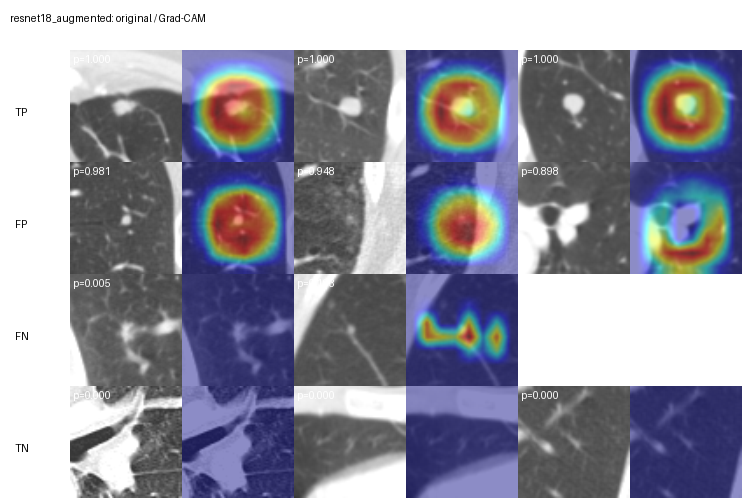 resnet18_augmented: original / Grad-CAM
p=1.000 p=1.000 p=1.000
TP
p=0.981 p=0.948 p=0.898
FP
p=0.005
FN
p=0.000 p=0.000 p=0.000
TN